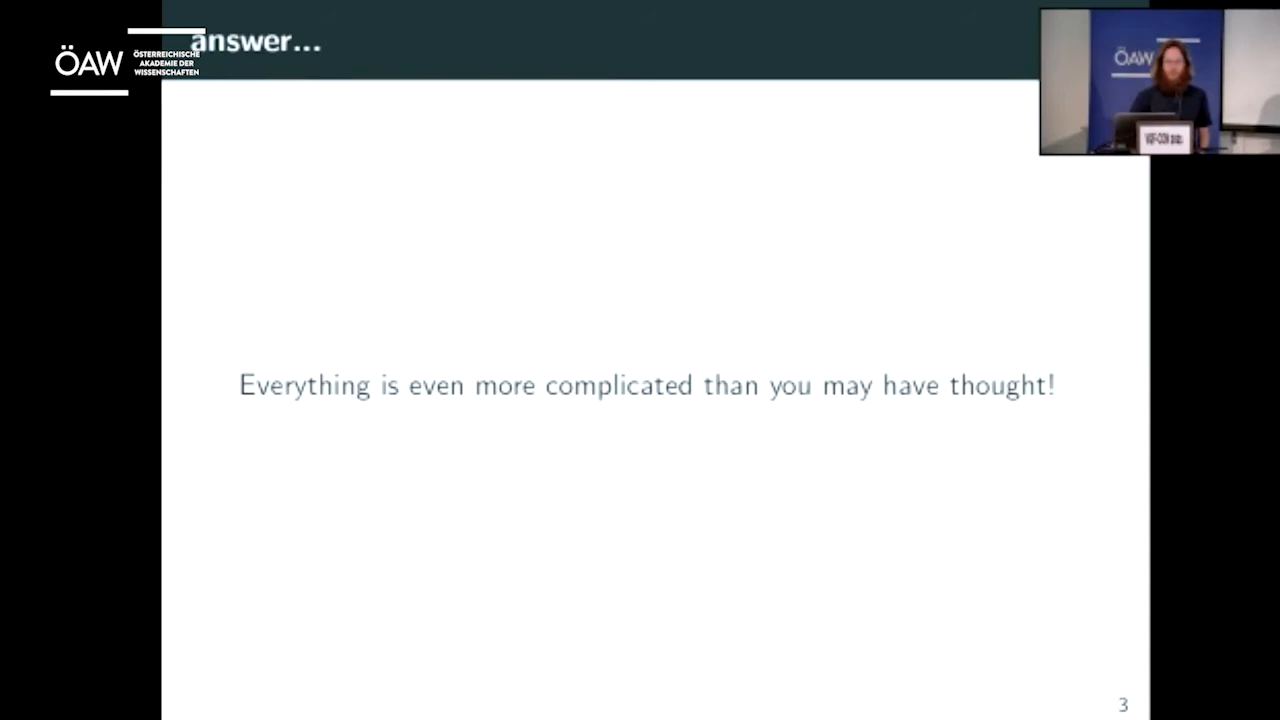 answer...
ÖAW
ÖSTERREICHISCHE
AKADEMIE DER
WISSENSCHAFTEN
ÖAW
Everything is even more complicated than you may have thought!
3